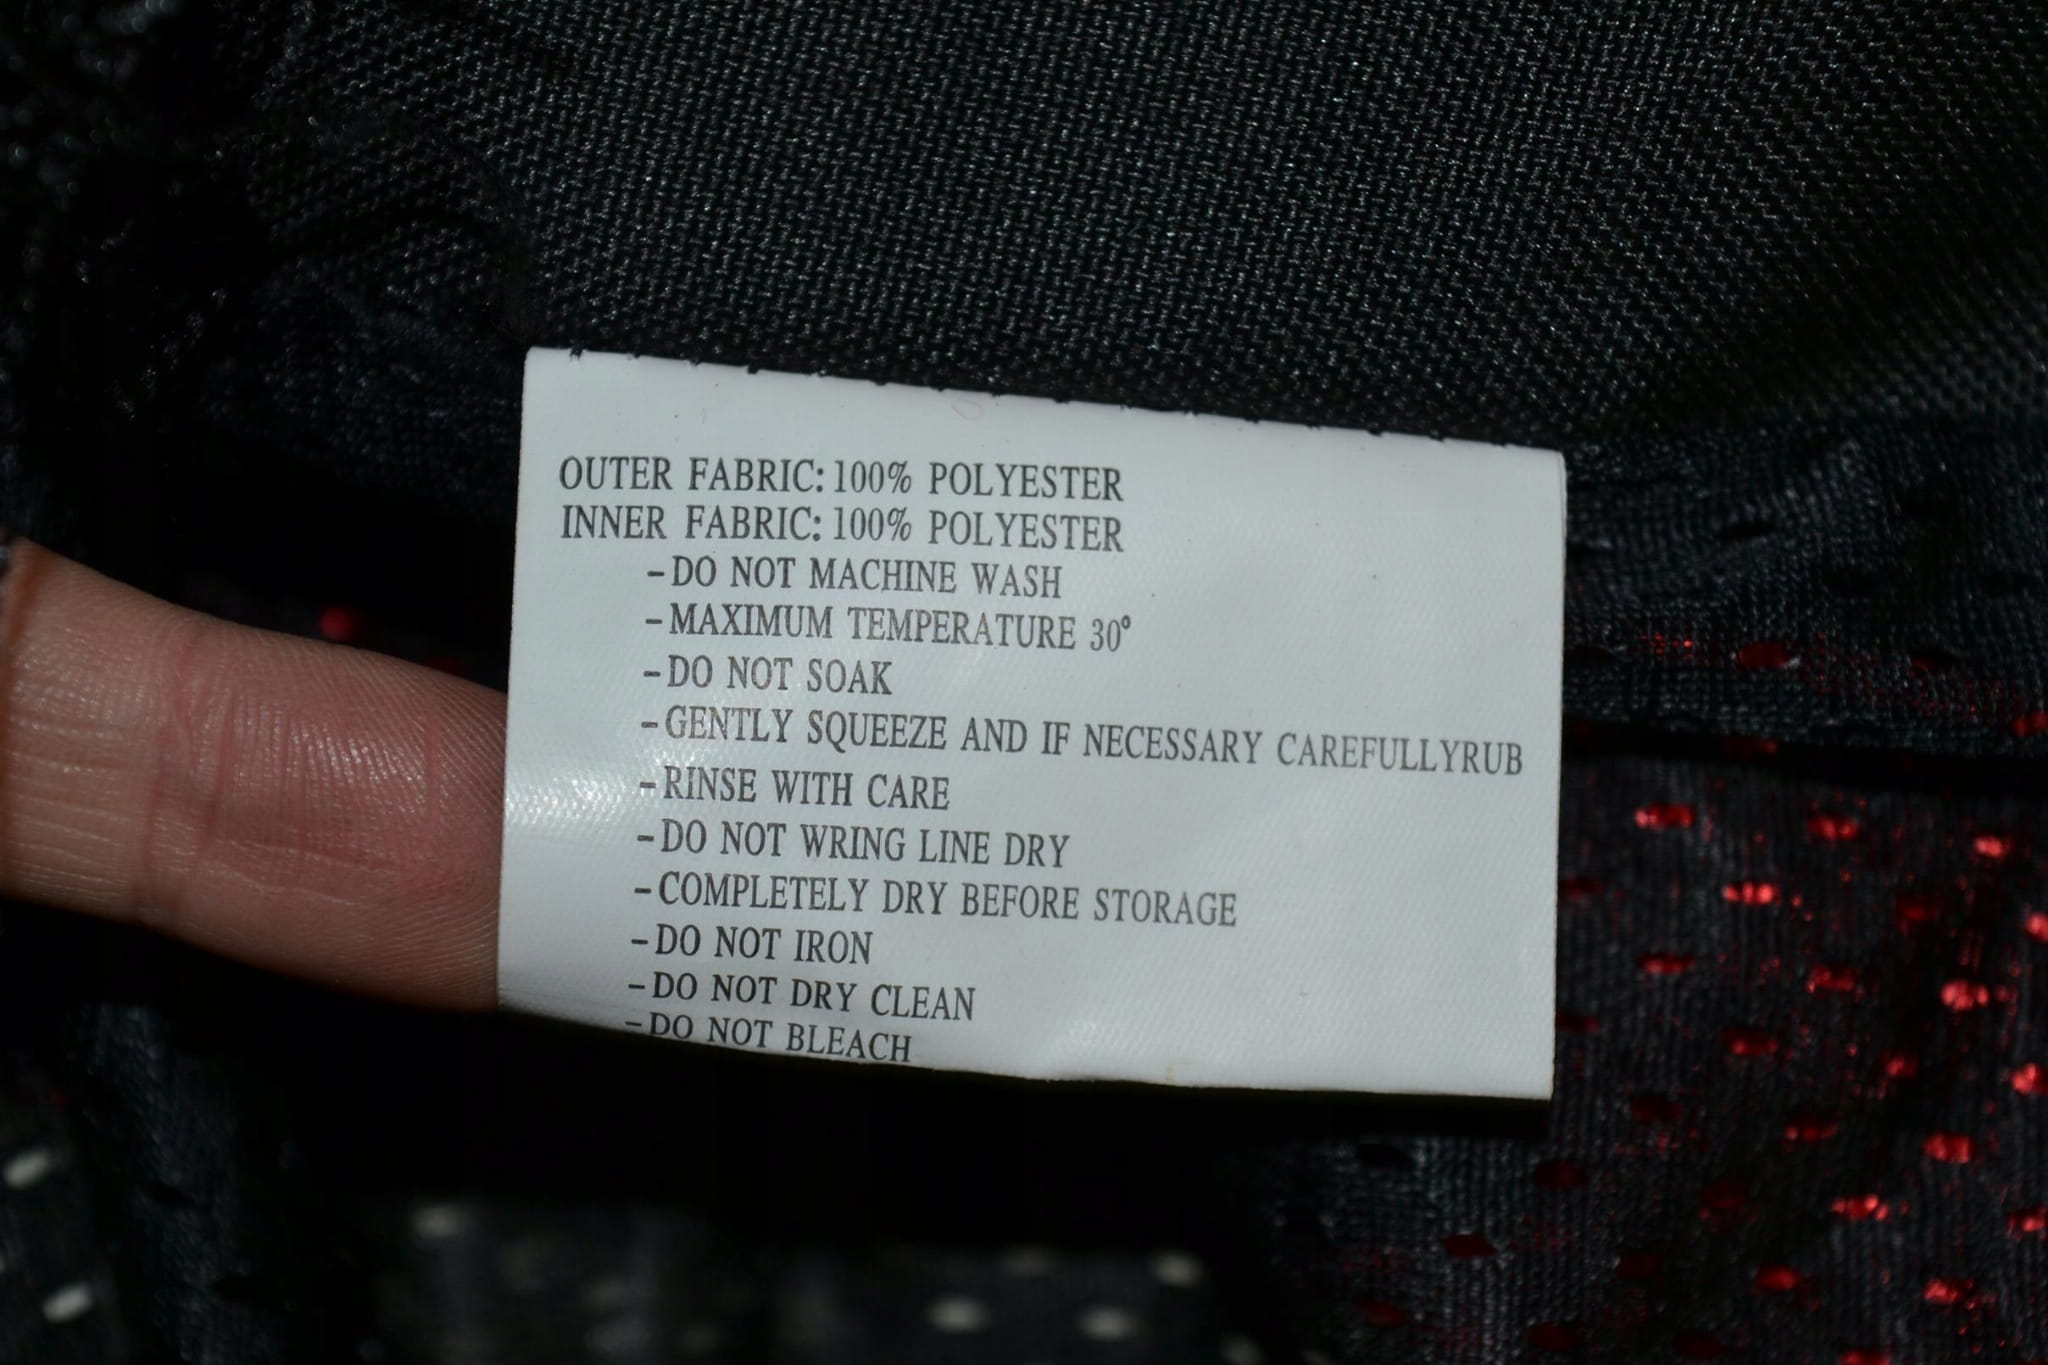 OUTER FABRIC: 100% POLYESTER
INNER FABRIC: 100% POLYESTER
-DO NOT MACHINE WASH
-MAXIMUM TEMPERATURE 30°
-DO NOT SOAK
-GENTLY SQUEEZE AND IF NECESSARY CAREFULLYRUB
-RINSE WITH CARE
-DO NOT WRING LINE DRY
-COMPLETELY DRY BEFORE STORAGE
-DO NOT IRON
-DO NOT DRY CLEAN
-DO NOT BLEACH